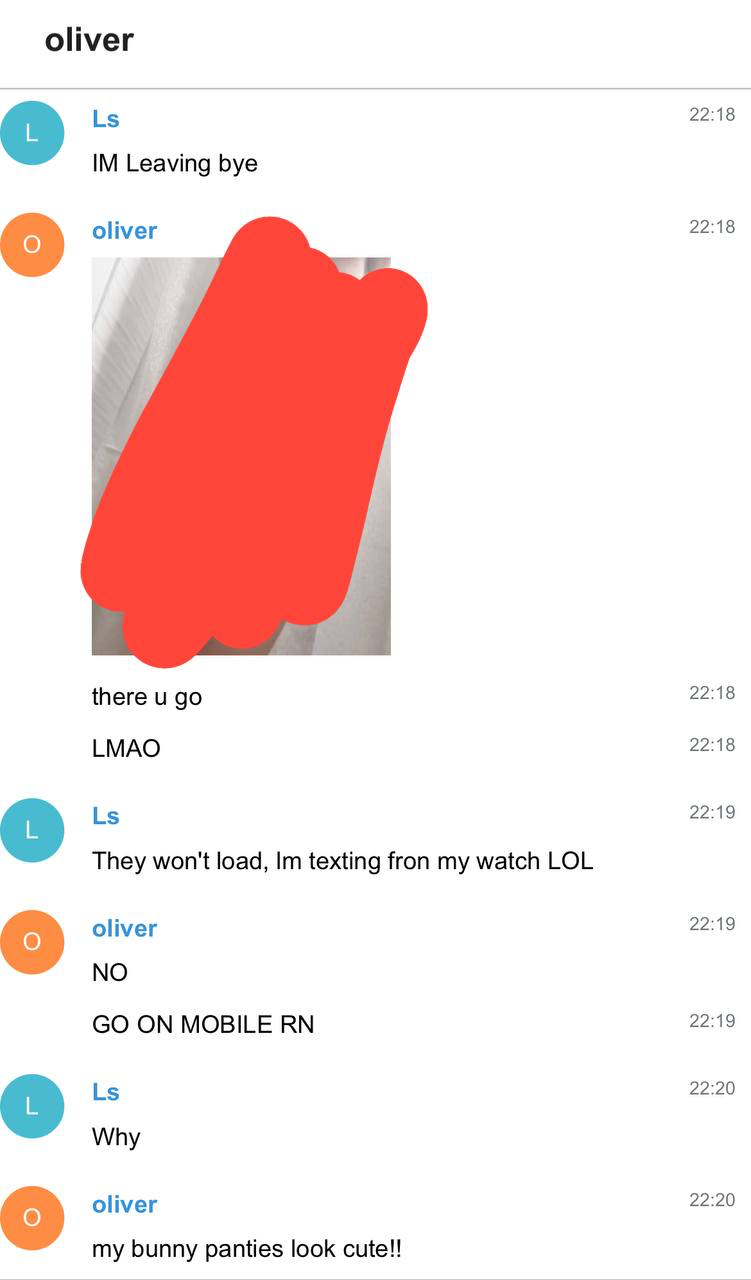 oliver
Ls
22:18
IM Leaving bye
oliver
22:18
there u go
22:18
LMAO
22:18
Ls
22:19
They won't load, Im texting fron my watch LOL
oliver
22:19
NO
GO ON MOBILE RN
22:19
Ls
22:20
Why
oliver
22:20
my bunny panties look cute!!
L
O
L
O
L
O